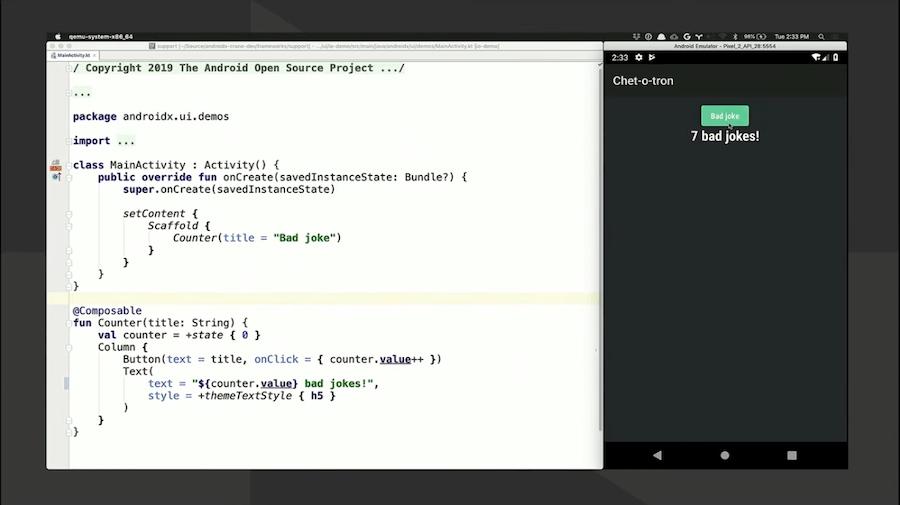 qemu-system-x86_64
96%
Tue 2:33 PM
support [~/Source/androidx-crane-dev/frameworks/support] - .../ui/ui-demo/src/main/java/androidx/ui/demos/MainActivity.kt [ui-demo]
Android Emulator - Pixel_2_API_28:5554
MainActivity.kt
/ Copyright 2019 The Android Open Source Project .../
...
package androidx.ui.demos
import ...
class MainActivity : Activity() {
public override fun onCreate(savedInstanceState: Bundle?) {
super.onCreate(savedInstanceState)
setContent {
Scaffold {
Counter(title = "Bad joke")
}
}
}
}
@Composable
fun Counter(title: String) {
val counter = +state { 0 }
Column {
Button(text = title, onClick = { counter.value++ })
Text(
text = "${counter.value} bad jokes!",
style = +themeTextStyle { h5 }
)
}
}
2:33
Chet-o-tron
Bad joke
7 bad jokes!